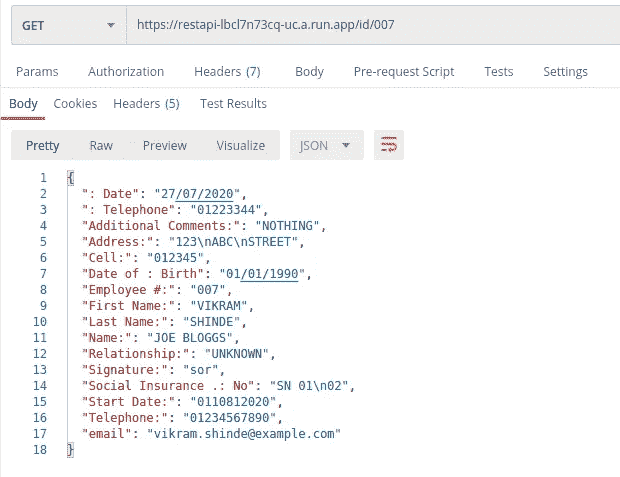 GET https://restapi-lbcl7n73cq-uc.a.run.app/id/007
Params Authorization Headers (7) Body Pre-request Script Tests Settings
Body Cookies Headers (5) Test Results
Pretty Raw Preview Visualize JSON
1 {
2 ": Date": "27/07/2020",
3 ": Telephone": "01223344",
4 "Additional Comments:": "NOTHING",
5 "Address:": "123\nABC\nSTREET",
6 "Cell:": "012345",
7 "Date of : Birth": "01/01/1990",
8 "Employee #:": "007",
9 "First Name:": "VIKRAM",
10 "Last Name:": "SHINDE",
11 "Name:": "JOE BLOGGS",
12 "Relationship:": "UNKNOWN",
13 "Signature:": "sor",
14 "Social Insurance .: No": "SN 01\n02",
15 "Start Date:": "0110812020",
16 "Telephone:": "01234567890",
17 "email": "vikram.shinde@example.com"
18 }